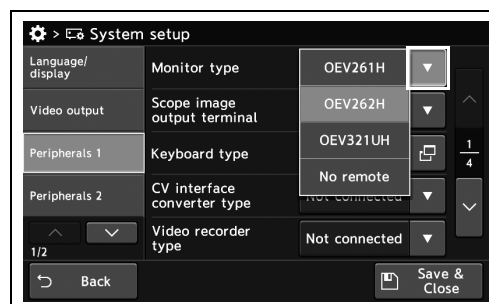 > System setup
Language/
display
Monitor type
OEV261H
Video output
Scope image
output terminal
OEV262H
Peripherals 1
Keyboard type
OEV321UH
1
4
Peripherals 2
CV interface
converter type
No remote
Not connected
1/2
Video recorder
type
Not connected
Back
Save &
Close